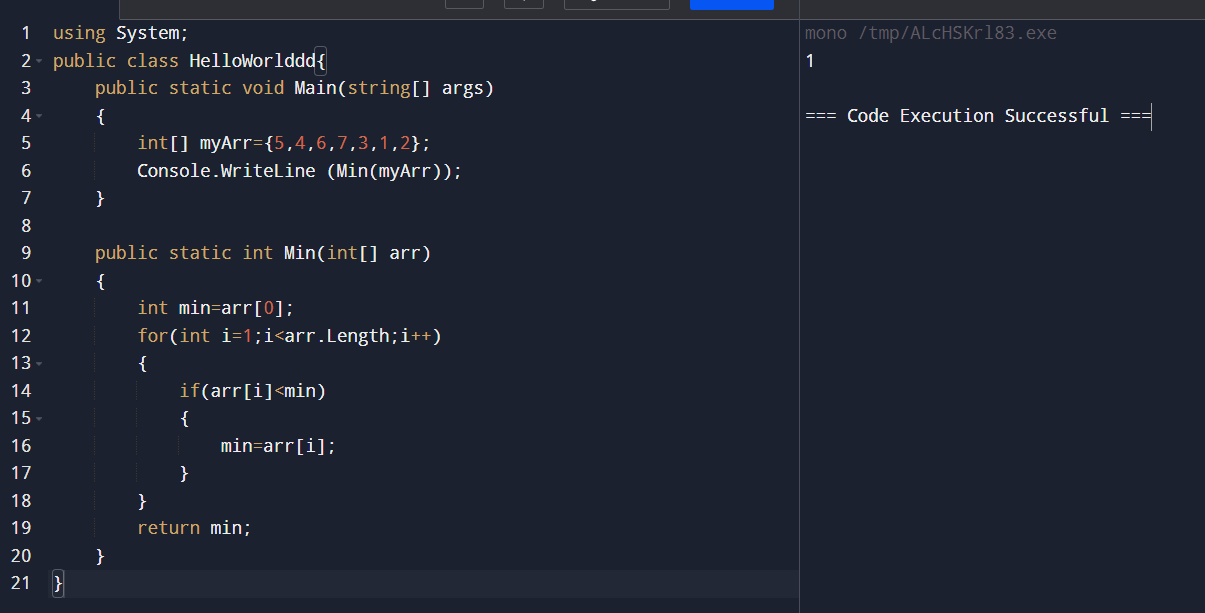 1 using System;
2 public class HelloWorlddd{
3     public static void Main(string[] args)
4     {
5         int[] myArr={5,4,6,7,3,1,2};
6         Console.WriteLine (Min(myArr));
7     }
8
9     public static int Min(int[] arr)
10     {
11         int min=arr[0];
12         for(int i=1;i<arr.Length;i++)
13         {
14             if(arr[i]<min)
15             {
16                 min=arr[i];
17             }
18         }
19         return min;
20     }
21 }
mono /tmp/ALcHSKrl83.exe
1
=== Code Execution Successful ===